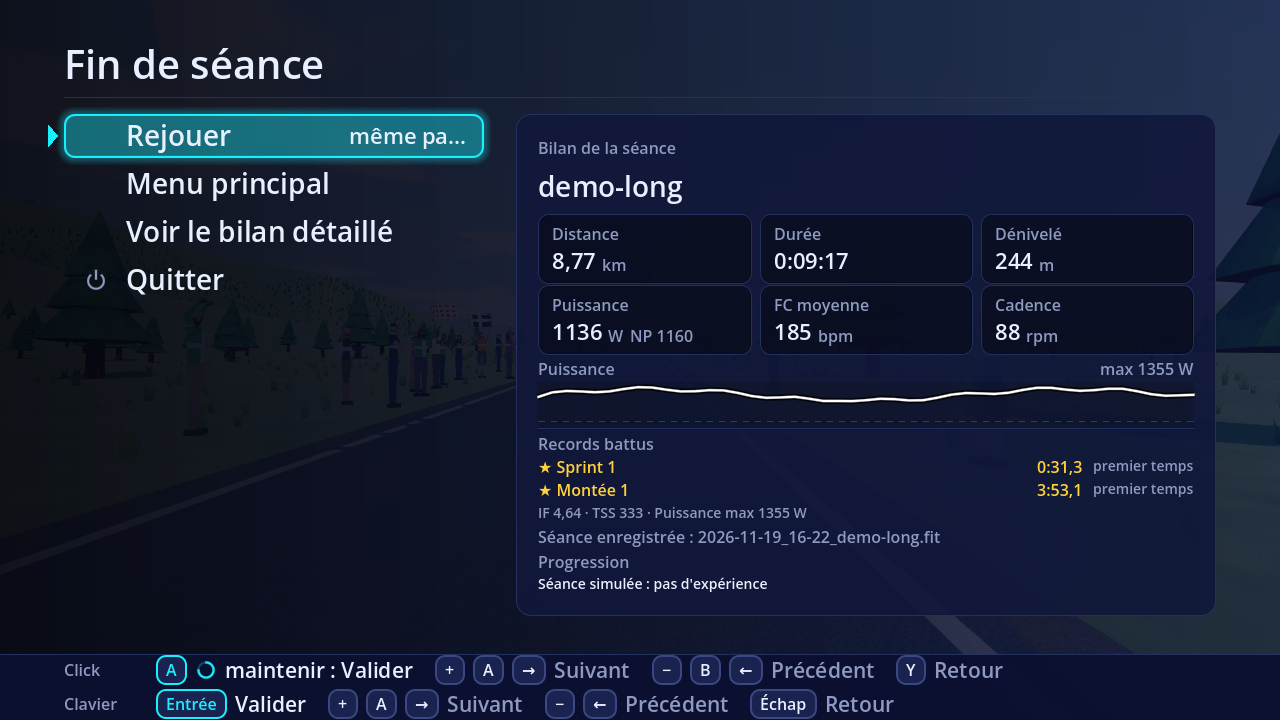 Fin de séance
Rejouer même pa...
Menu principal
Voir le bilan détaillé
Quitter
Bilan de la séance
demo-long
Distance Durée Dénivelé
8,77 km 0:09:17 244 m
Puissance FC moyenne Cadence
1136 W NP 1160 185 bpm 88 rpm
Puissance max 1355 W
Records battus
★ Sprint 1 0:31,3 premier temps
★ Montée 1 3:53,1 premier temps
IF 4,64 · TSS 333 · Puissance max 1355 W
Séance enregistrée : 2026-11-19_16-22_demo-long.fit
Progression
Séance simulée : pas d'expérience
Click A maintenir : Valider + A → Suivant − B ← Précédent Y Retour
Clavier Entrée Valider + A → Suivant − ← Précédent Échap Retour